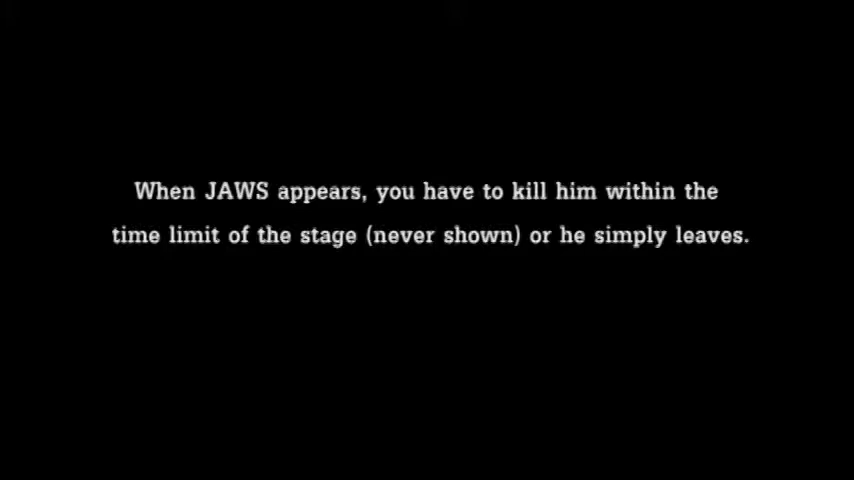 When JAWS appears, you have to kill him within the
time limit of the stage (never shown) or he simply leaves.